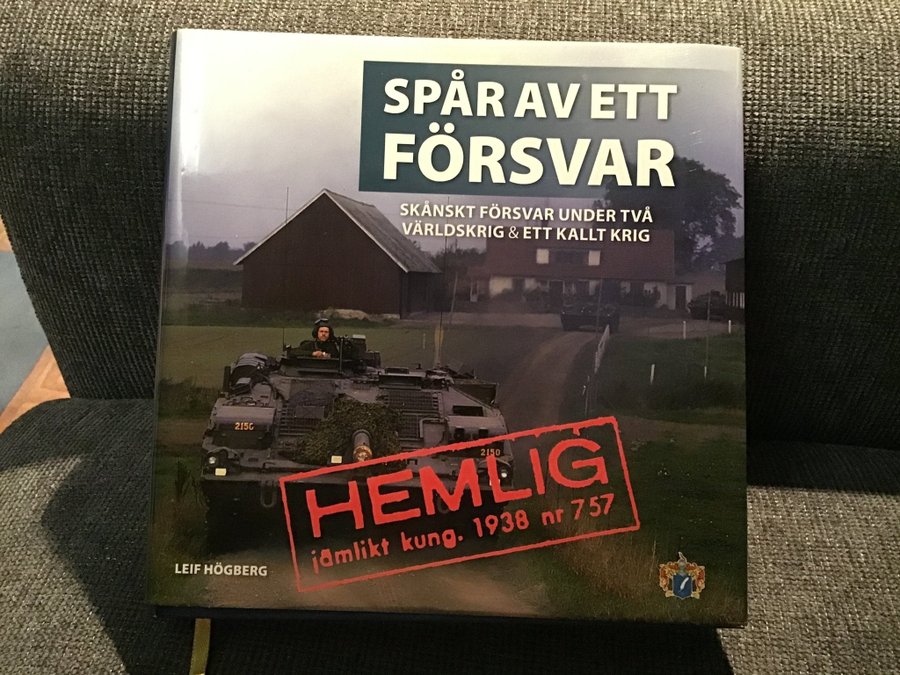 SPÅR AV ETT
FÖRSVAR
SKÅNSKT FÖRSVAR UNDER TVÅ
VÄRLDSKRIG & ETT KALLT KRIG
2150
2150
HEMLIG
jämlikt kung. 1938 nr 757
LEIF HÖGBERG